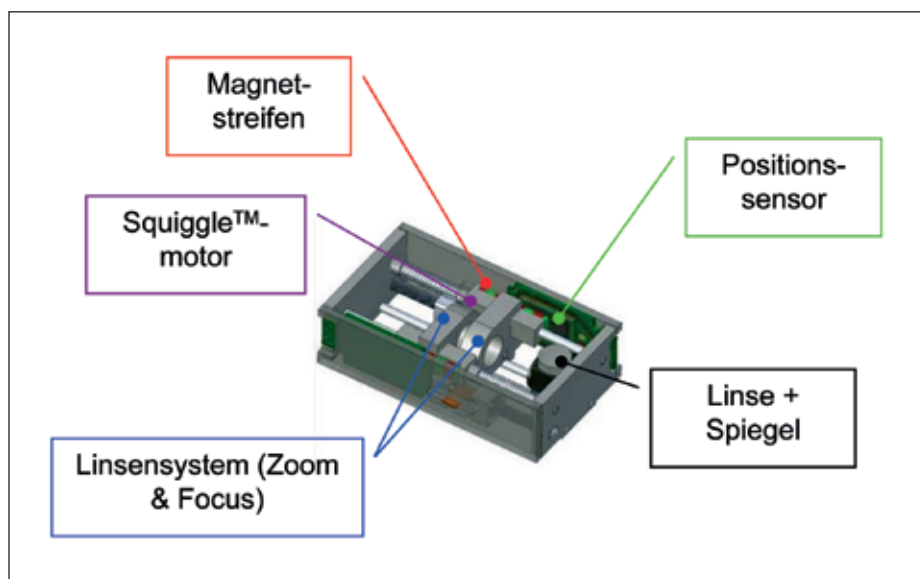 Magnet-
streifen
Positions-
sensor
Squiggle™-
motor
Linse +
Spiegel
Linsensystem (Zoom
& Focus)